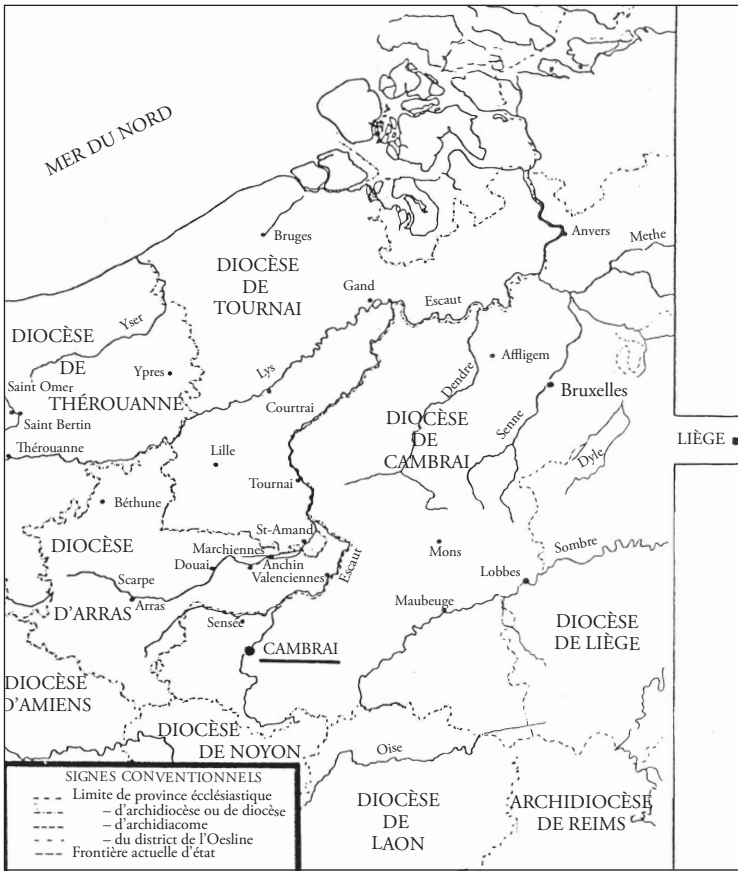 MER DU NORD
Bruges
Anvers
Methe
DIOCÈSE
DE
TOURNAI
Gand
Escaut
Yser
DIOCÈSE
DE
THÉROUANNE
Ypres
Lys
Affligem
Dendre
Saint Omer
Saint Bertin
Courtrai
Bruxelles
DIOCÈSE
DE
CAMBRAI
Senne
Thérouanne
Lille
Dyle
LIÈGE
Tournai
Béthune
St-Amand
DIOCÈSE
D'ARRAS
Marchiennes
Mons
Sombre
Douai
Anchin
Valenciennes
Escaut
Lobbes
Scarpe
Arras
Maubeuge
Sensée
DIOCÈSE
DE LIÈGE
CAMBRAI
DIOCÈSE
D'AMIENS
DIOCÈSE
DE NOYON
Oise
SIGNES CONVENTIONNELS
Limite de province écclésiastique
– d'archidiocèse ou de diocèse
– d'archidiacome
– du district de l'Oesline
Frontière actuelle d'état
DIOCÈSE
DE
LAON
ARCHIDIOCÈSE
DE REIMS